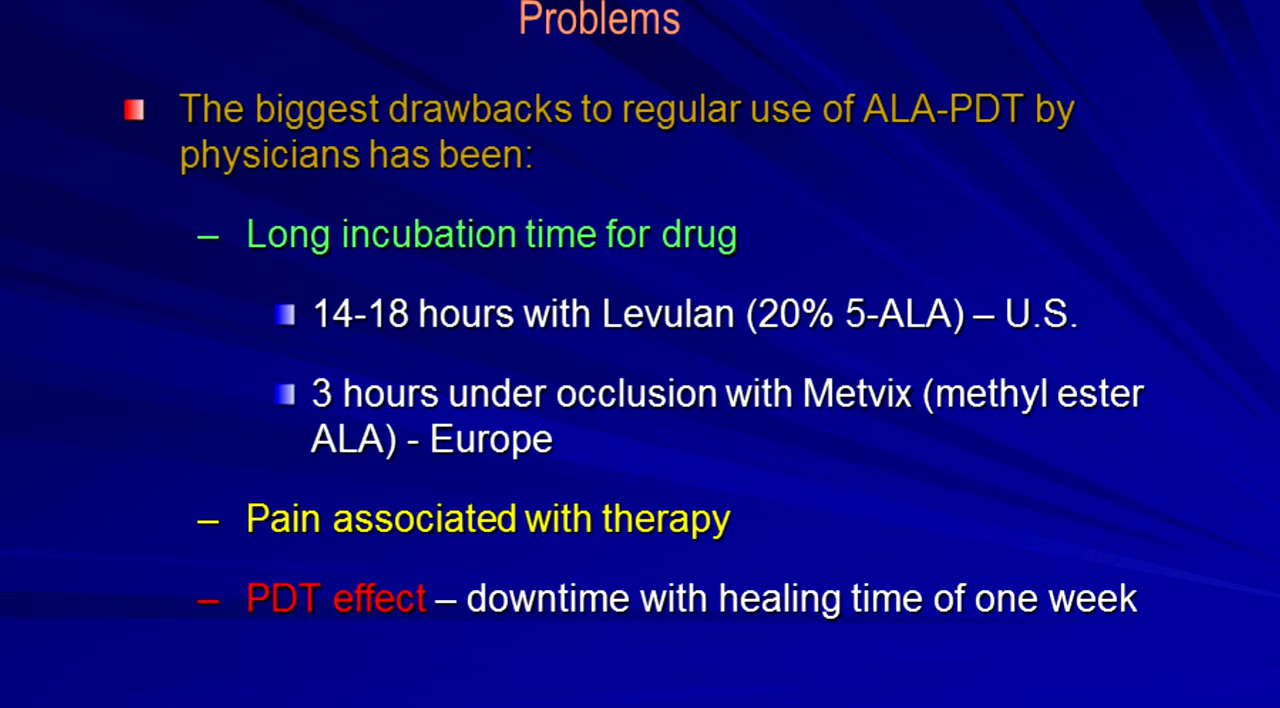 Problems
The biggest drawbacks to regular use of ALA-PDT by
physicians has been:
– Long incubation time for drug
14-18 hours with Levulan (20% 5-ALA) – U.S.
3 hours under occlusion with Metvix (methyl ester
ALA) - Europe
– Pain associated with therapy
– PDT effect – downtime with healing time of one week